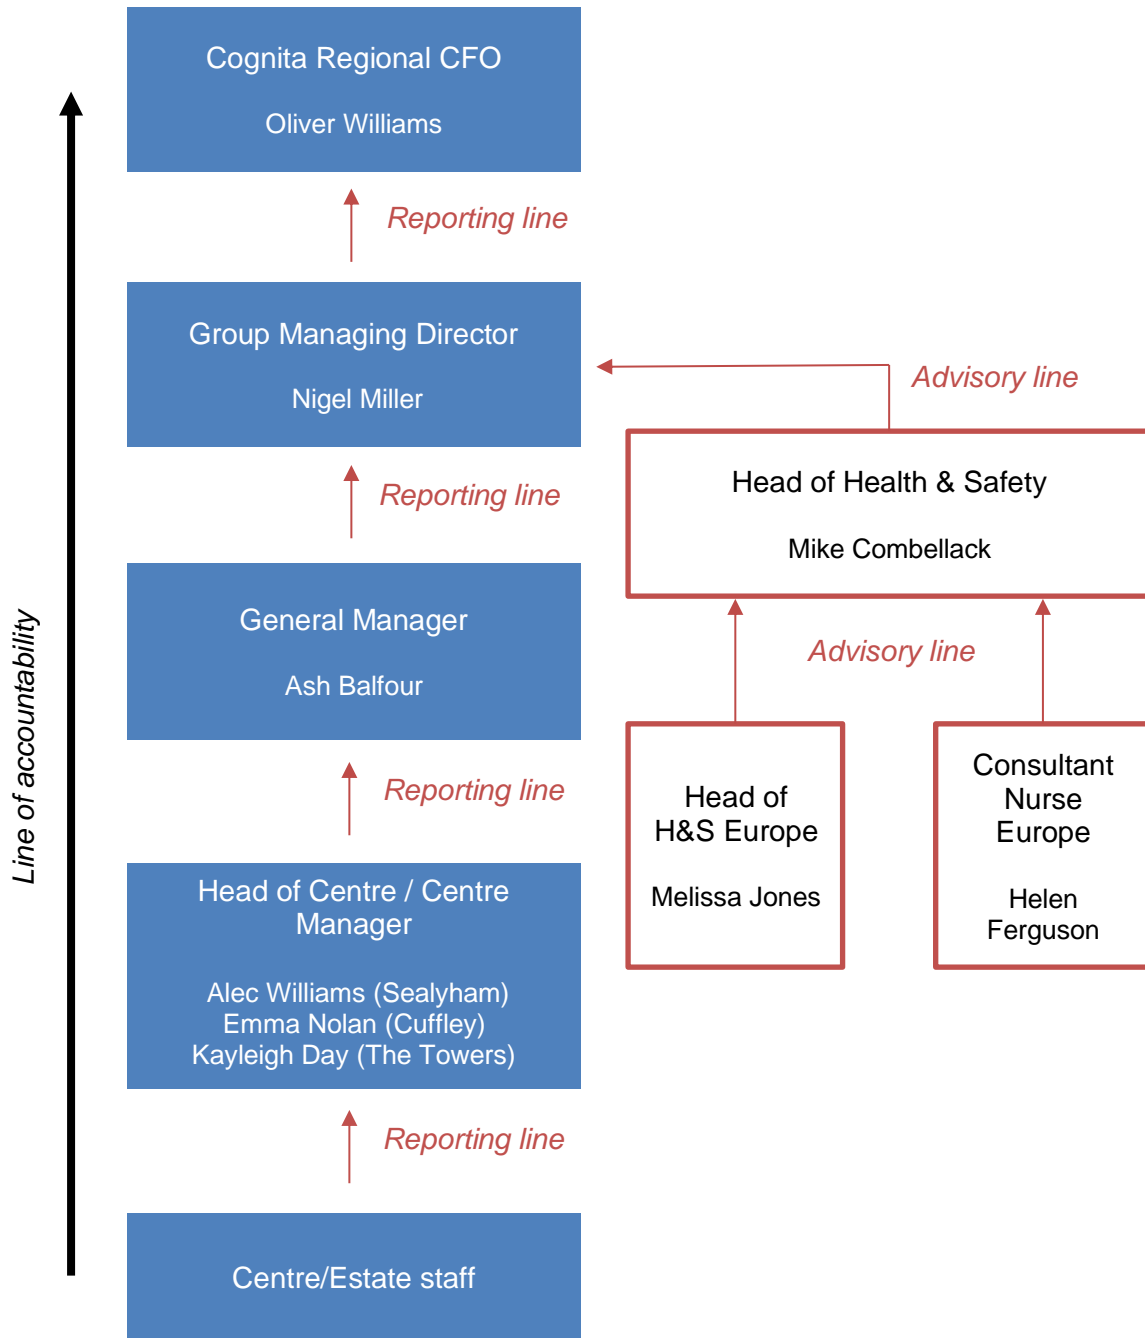 Cognita Regional CFO
Oliver Williams
Reporting line
Group Managing Director
Nigel Miller
Advisory line
Reporting line
Head of Health & Safety
Mike Combellack
General Manager
Ash Balfour
Advisory line
Line of accountability
Reporting line
Head of
H&S Europe
Melissa Jones
Consultant
Nurse
Europe
Helen
Ferguson
Head of Centre / Centre
Manager
Alec Williams (Sealyham)
Emma Nolan (Cuffley)
Kayleigh Day (The Towers)
Reporting line
Centre/Estate staff